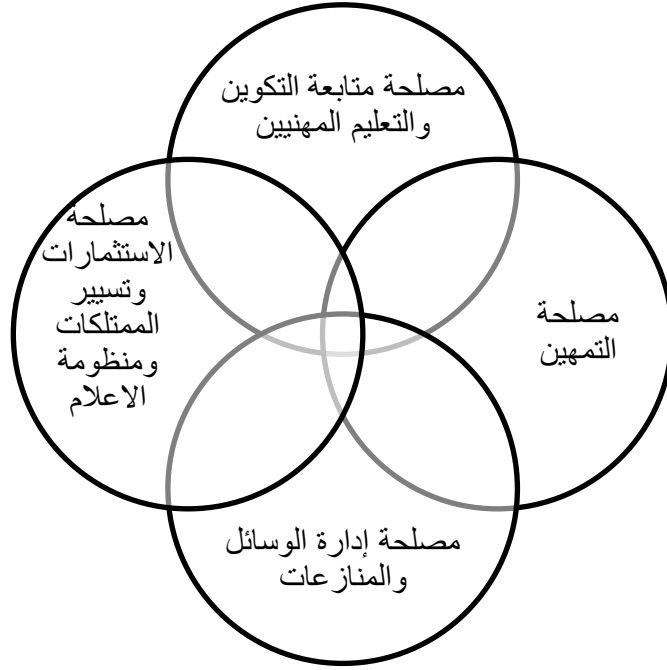 مصلحة متابعة التكوين
والتعليم المهنيين
مصلحة
التمهين
مصلحة إدارة الوسائل
والمنازعات
مصلحة
الاستثمارات
وتسيير
الممتلكات
ومنظومة
الاعلام